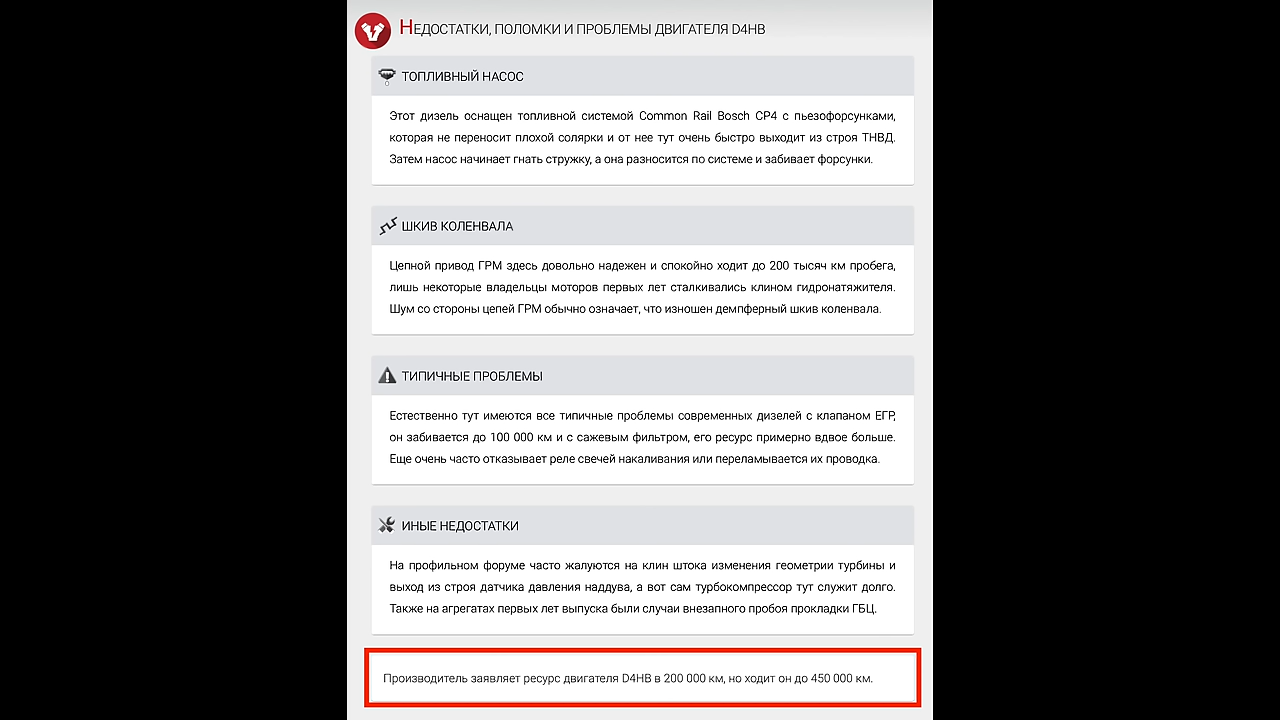 Недостатки, поломки и проблемы двигателя D4HB
ТОПЛИВНЫЙ НАСОС
Этот дизель оснащен топливной системой Common Rail Bosch CP4 с пьезофорсунками,
которая не переносит плохой солярки и от нее тут очень быстро выходит из строя ТНВД.
Затем насос начинает гнать стружку, а она разносится по системе и забивает форсунки.
ШКИВ КОЛЕНВАЛА
Цепной привод ГРМ здесь довольно надежен и спокойно ходит до 200 тысяч км пробега,
лишь некоторые владельцы моторов первых лет сталкивались клином гидронатяжителя.
Шум со стороны цепей ГРМ обычно означает, что изношен демпферный шкив коленвала.
ТИПИЧНЫЕ ПРОБЛЕМЫ
Естественно тут имеются все типичные проблемы современных дизелей с клапаном ЕГР,
он забивается до 100 000 км и с сажевым фильтром, его ресурс примерно вдвое больше.
Еще очень часто отказывает реле свечей накаливания или переламывается их проводка.
ИНЫЕ НЕДОСТАТКИ
На профильном форуме часто жалуются на клин штока изменения геометрии турбины и
выход из строя датчика давления наддува, а вот сам турбокомпрессор тут служит долго.
Также на агрегатах первых лет выпуска были случаи внезапного пробоя прокладки ГБЦ.
Производитель заявляет ресурс двигателя D4HB в 200 000 км, но ходит он до 450 000 км.